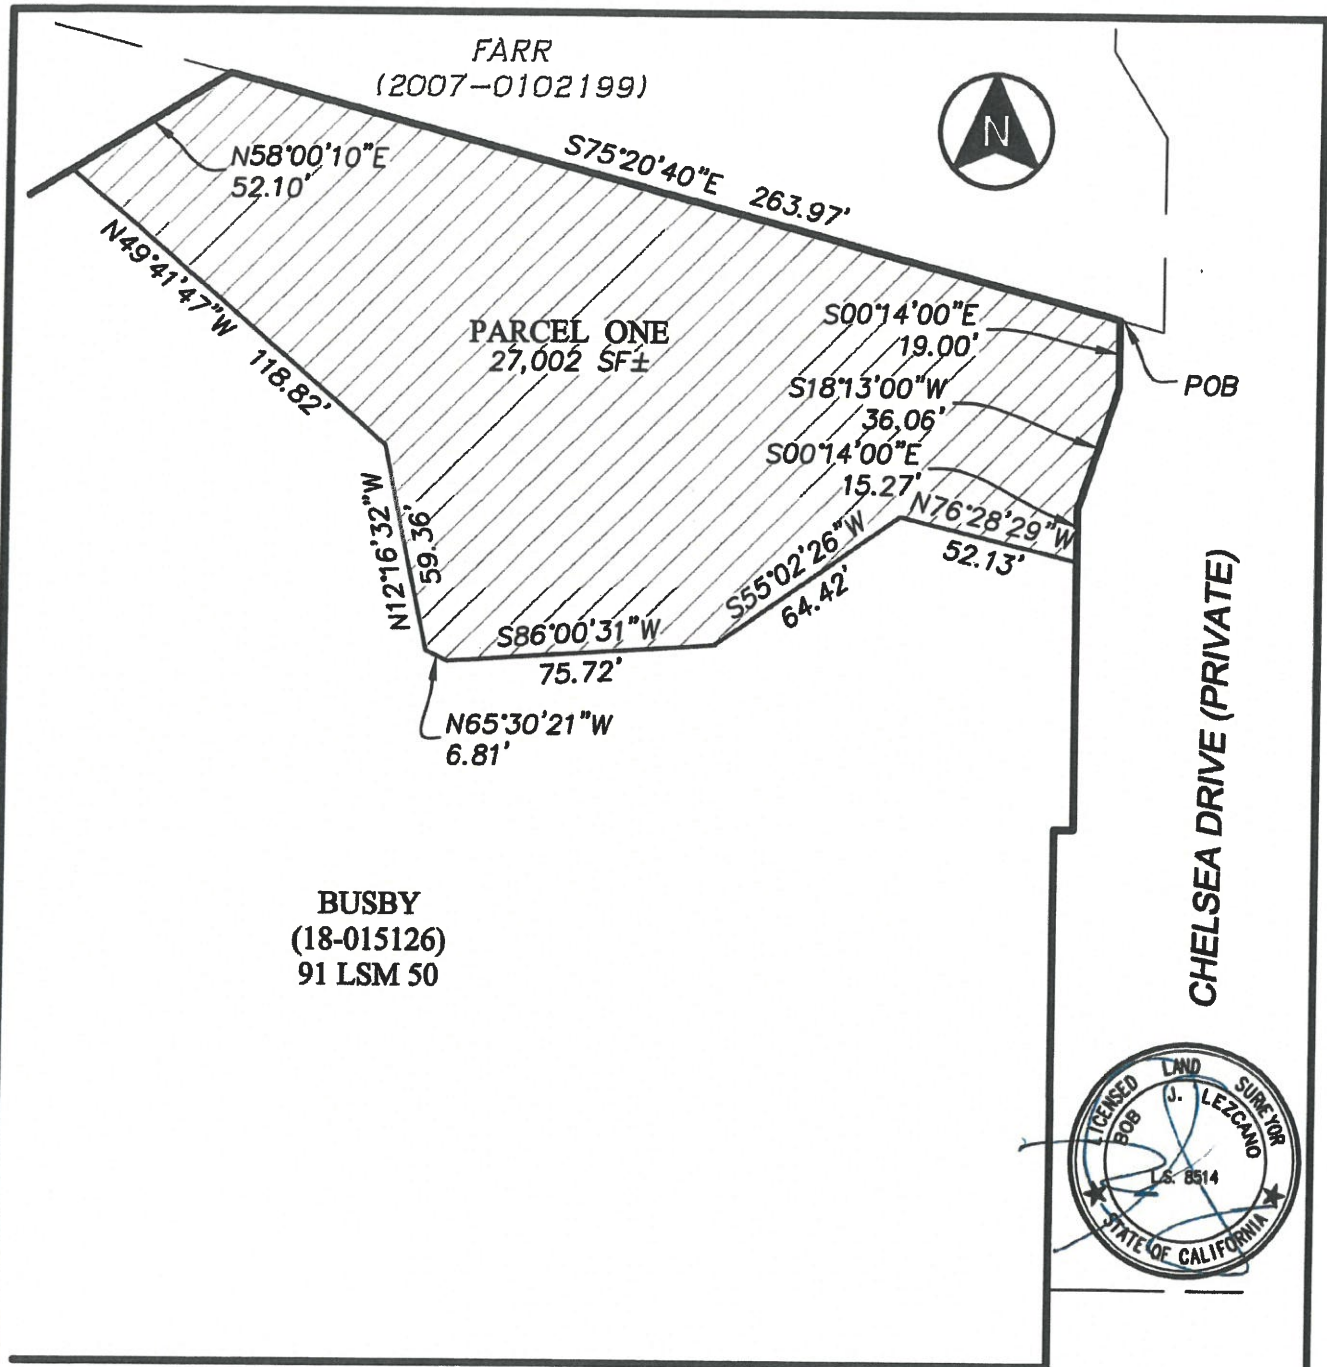 FARR
(2007-0102199)
N
N58°00'10"E
52.10'
S75°20'40"E 263.97'
N49°41'47"W 118.82'
PARCEL ONE
27,002 SF±
S00°14'00"E
19.00'
POB
S18°13'00"W
36.06'
S00°14'00"E
15.27'
N76°28'29"W
52.13'
S55°02'26"W
64.42'
N12°16'32"W
59.36'
S86°00'31"W
75.72'
N65°30'21"W
6.81'
CHELSEA DRIVE (PRIVATE)
BUSBY
(18-015126)
91 LSM 50
LICENSED LAND SURVEYOR
BOB J. LEZCANO
L.S. 8514
STATE OF CALIFORNIA